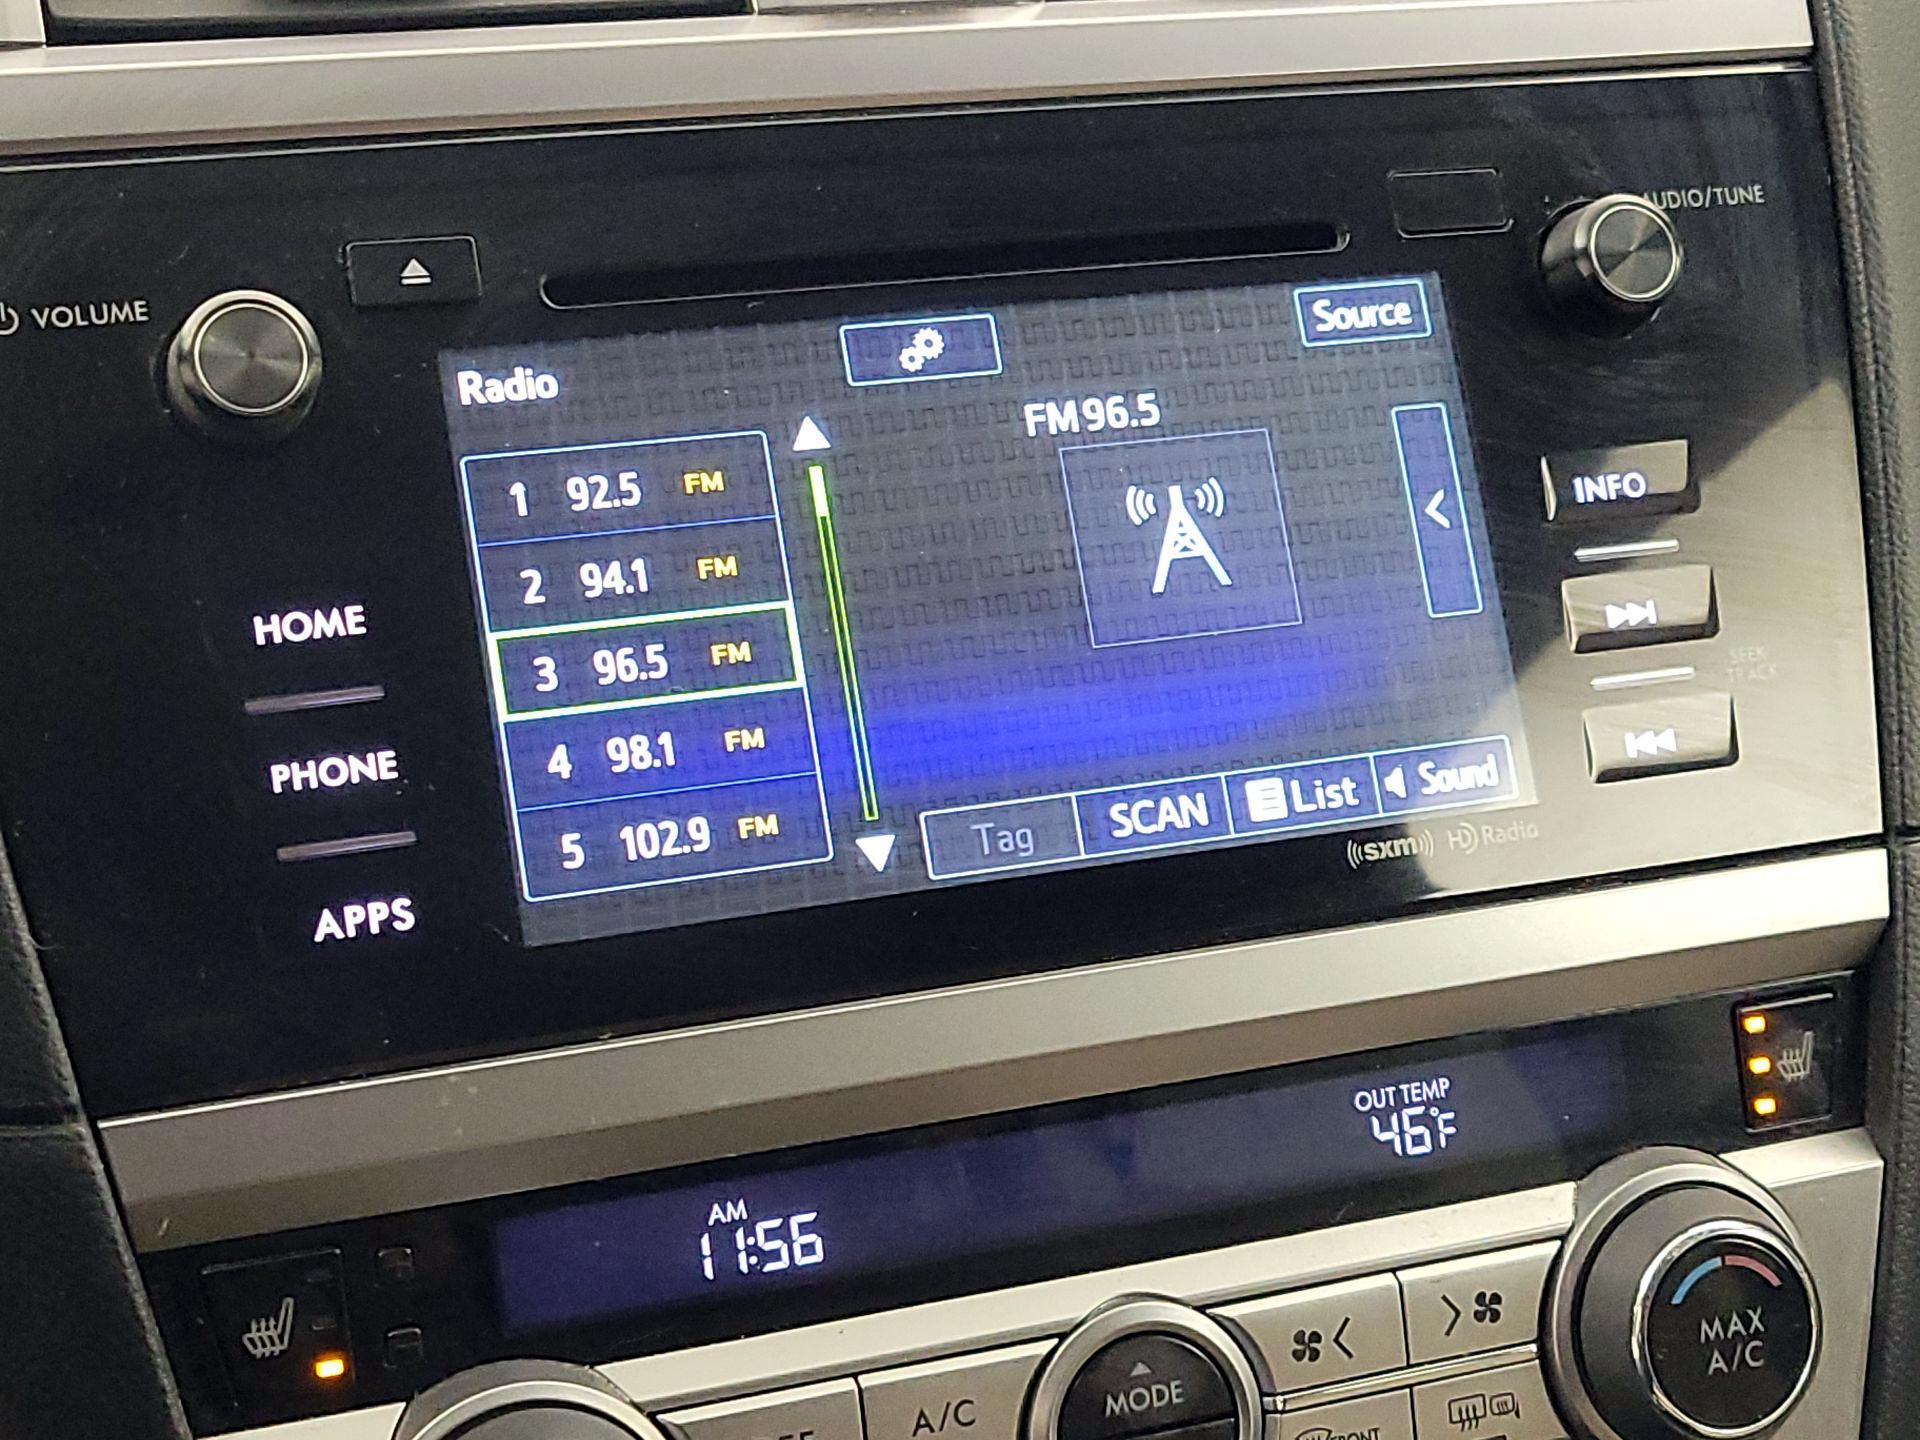 AUDIO/TUNE
VOLUME
Source
Radio
FM 96.5
1 92.5 FM
2 94.1 FM
3 96.5 FM
4 98.1 FM
5 102.9 FM
<
INFO
HOME
PHONE
APPS
SEEK
TRACK
Tag
SCAN
List
Sound
((sxm)) HD Radio
OUT TEMP
46°F
AM
11:56
MAX
A/C
MODE
A/C
FRONT